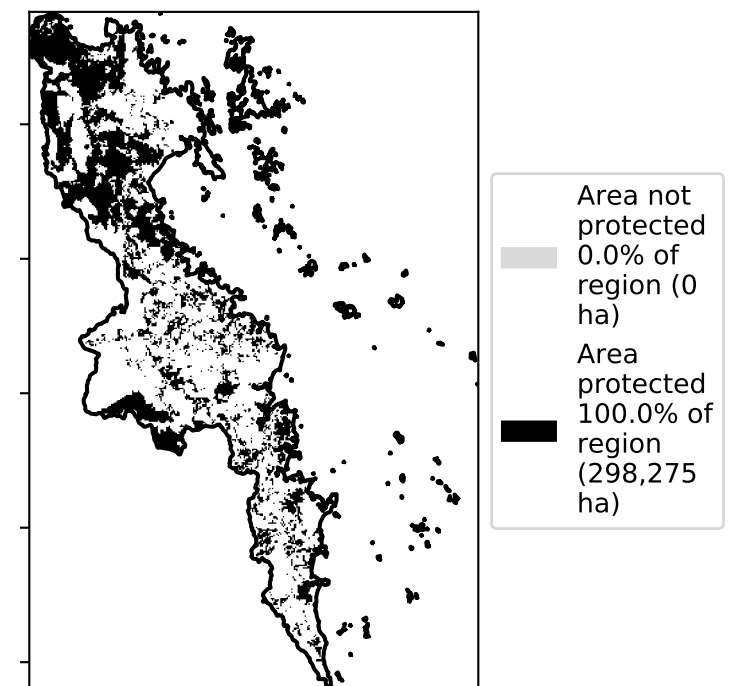 Area not
protected
0.0% of
region (0
ha)
Area
protected
100.0% of
region
(298,275
ha)